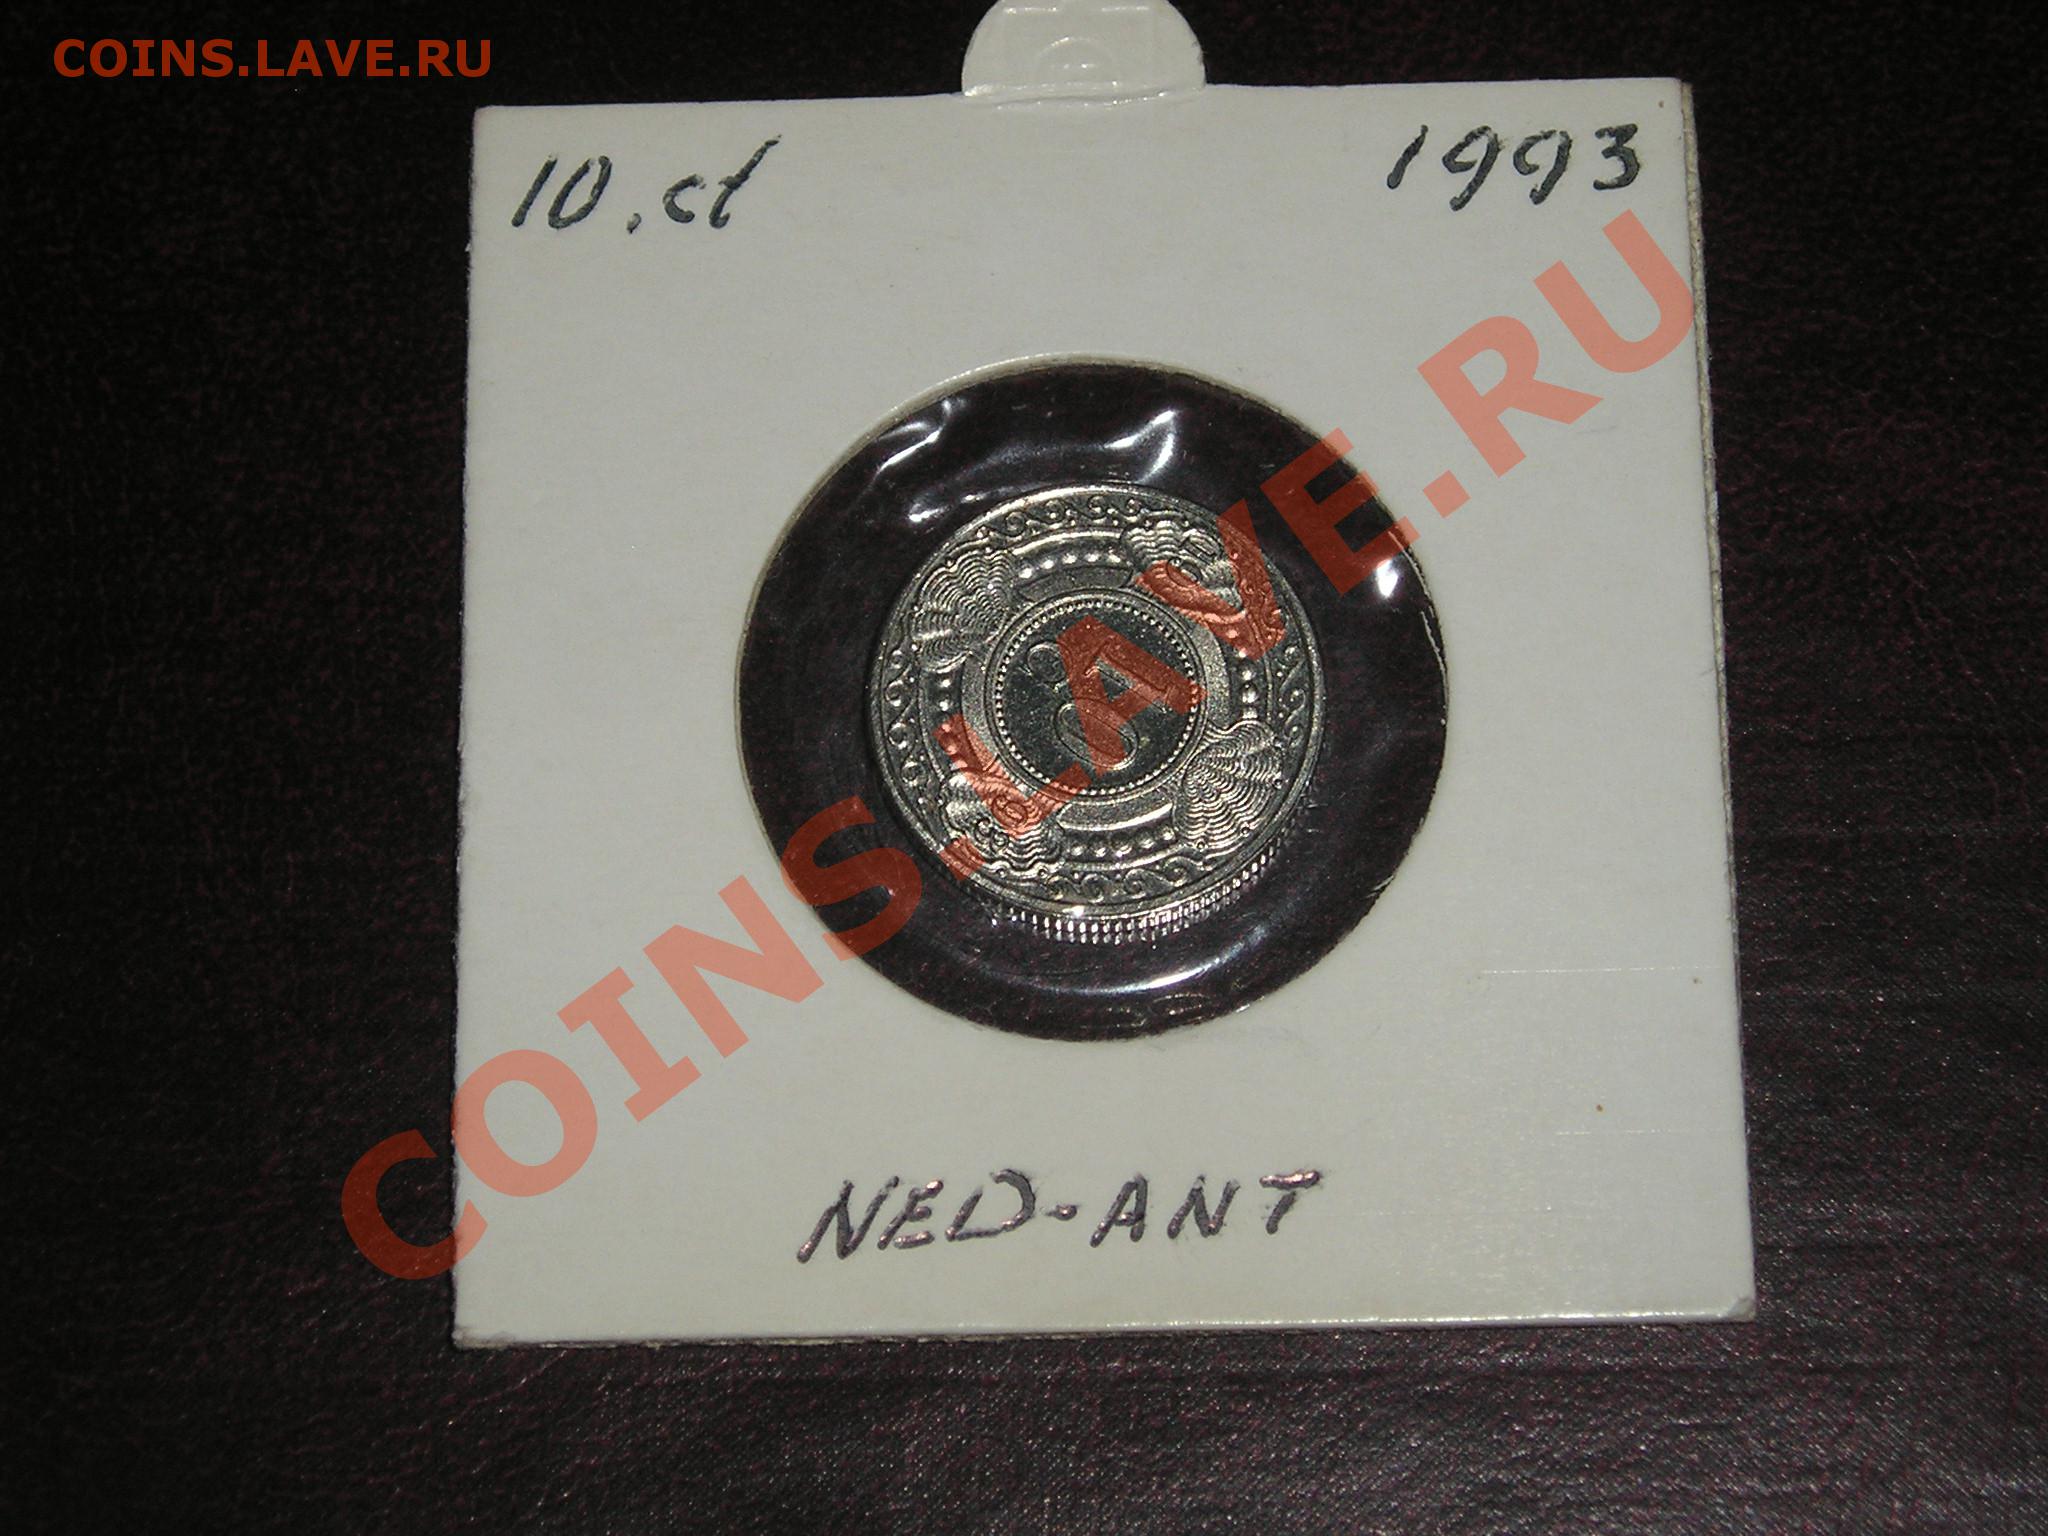 COINS.LAVE.RU
10.ct
1993
COINS.LAVE.RU
NED-ANT